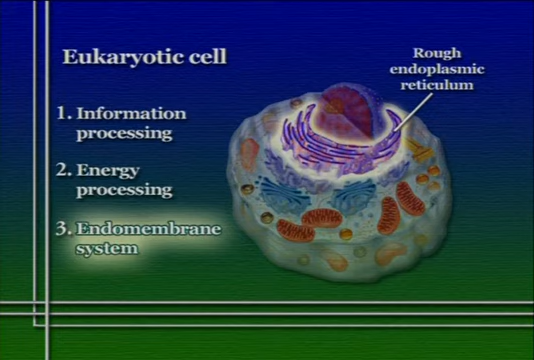 Eukaryotic cell
Rough
endoplasmic
reticulum
1. Information
processing
2. Energy
processing
3. Endomembrane
system